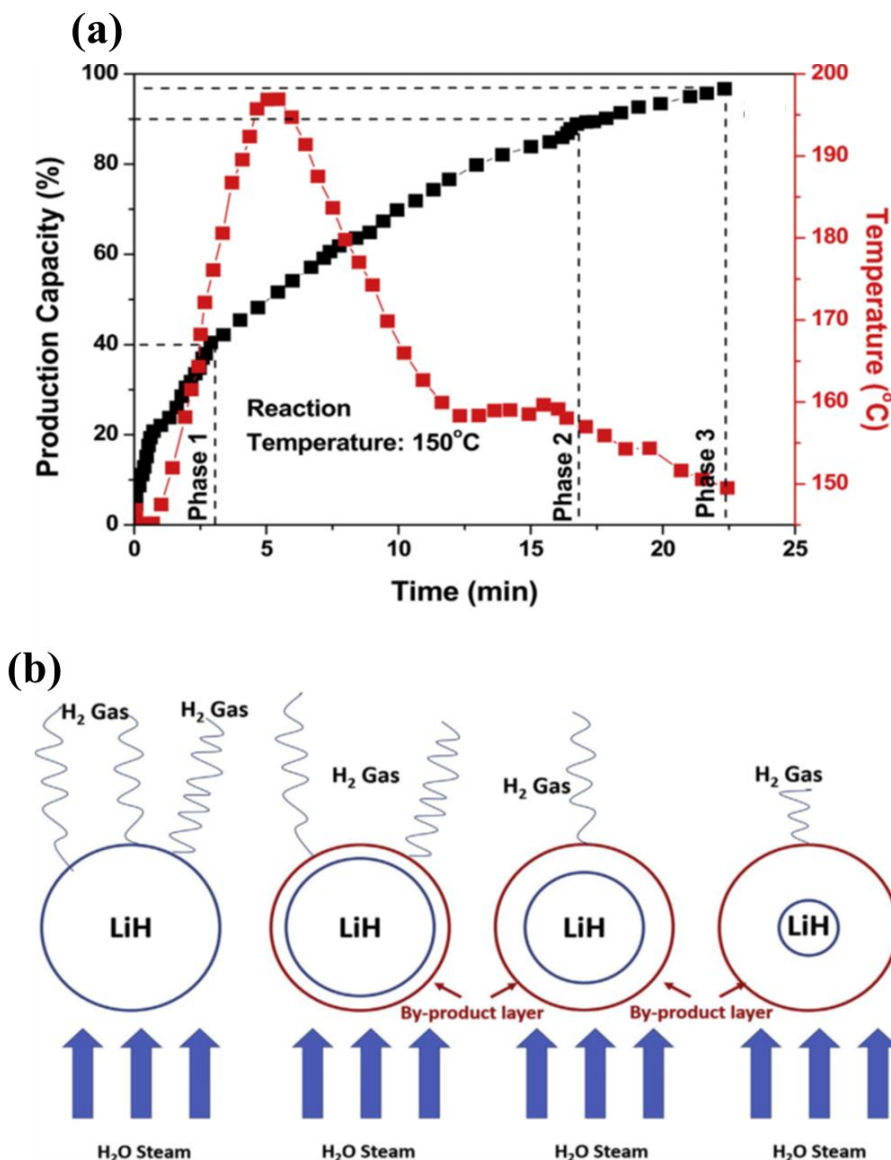 (a)
100
80
60
40
20
0
Production Capacity (%)
200
195
190
180
170
160
150
Temperature (°C)
Reaction
Temperature: 150°C
Phase 1
Phase 2
Phase 3
0
5
10
15
20
25
Time (min)
(b)
H₂ Gas
H₂ Gas
H₂ Gas
H₂ Gas
H₂ Gas
LiH
LiH
LiH
LiH
By-product layer
By-product layer
H₂O Steam
H₂O Steam
H₂O Steam
H₂O Steam